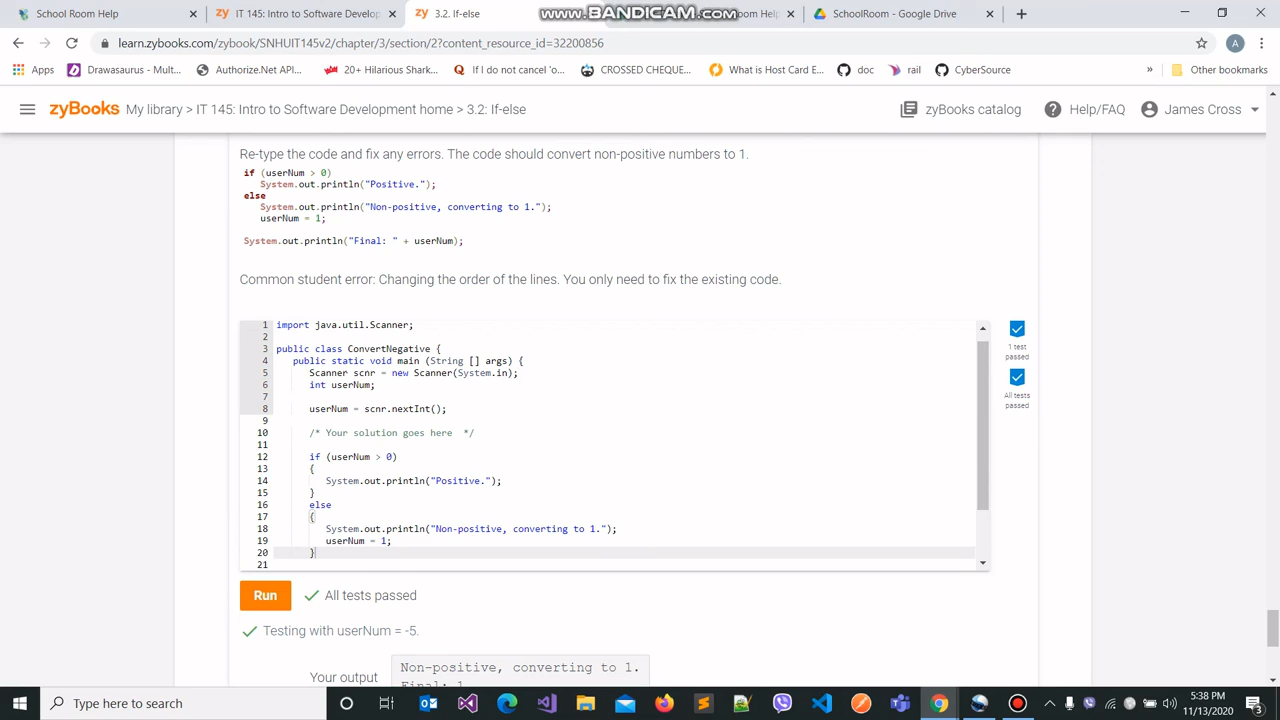 School Room Help
IT 145: Intro to Software Develop
3.2. If-else
www.BANDICAM.com
oom Help
SchoolRoom - Google Drive
learn.zybooks.com/zybook/SNHUIT145v2/chapter/3/section/2?content_resource_id=32200856
A
Apps
Drawasaurus - Mult...
Authorize.Net API...
20+ Hilarious Shark...
If I do not cancel 'o...
CROSSED CHEQUE...
What is Host Card E...
doc
rail
CyberSource
»
Other bookmarks
zyBooks My library > IT 145: Intro to Software Development home > 3.2: If-else
zyBooks catalog
Help/FAQ
James Cross
Re-type the code and fix any errors. The code should convert non-positive numbers to 1.
if (userNum > 0)
System.out.println("Positive.");
else
System.out.println("Non-positive, converting to 1.");
userNum = 1;
System.out.println("Final: " + userNum);
Common student error: Changing the order of the lines. You only need to fix the existing code.
1 import java.util.Scanner;
2
3 public class ConvertNegative {
4 public static void main (String [] args) {
5 Scanner scnr = new Scanner(System.in);
6 int userNum;
7
8 userNum = scnr.nextInt();
9
10 /* Your solution goes here */
11
12 if (userNum > 0)
13 {
14 System.out.println("Positive.");
15 }
16 else
17 {
18 System.out.println("Non-positive, converting to 1.");
19 userNum = 1;
20 }
21
1 test
passed
All tests
passed
Run
All tests passed
Testing with userNum = -5.
Your output
Non-positive, converting to 1.
Final: 1
Type here to search
5:38 PM
11/13/2020
3